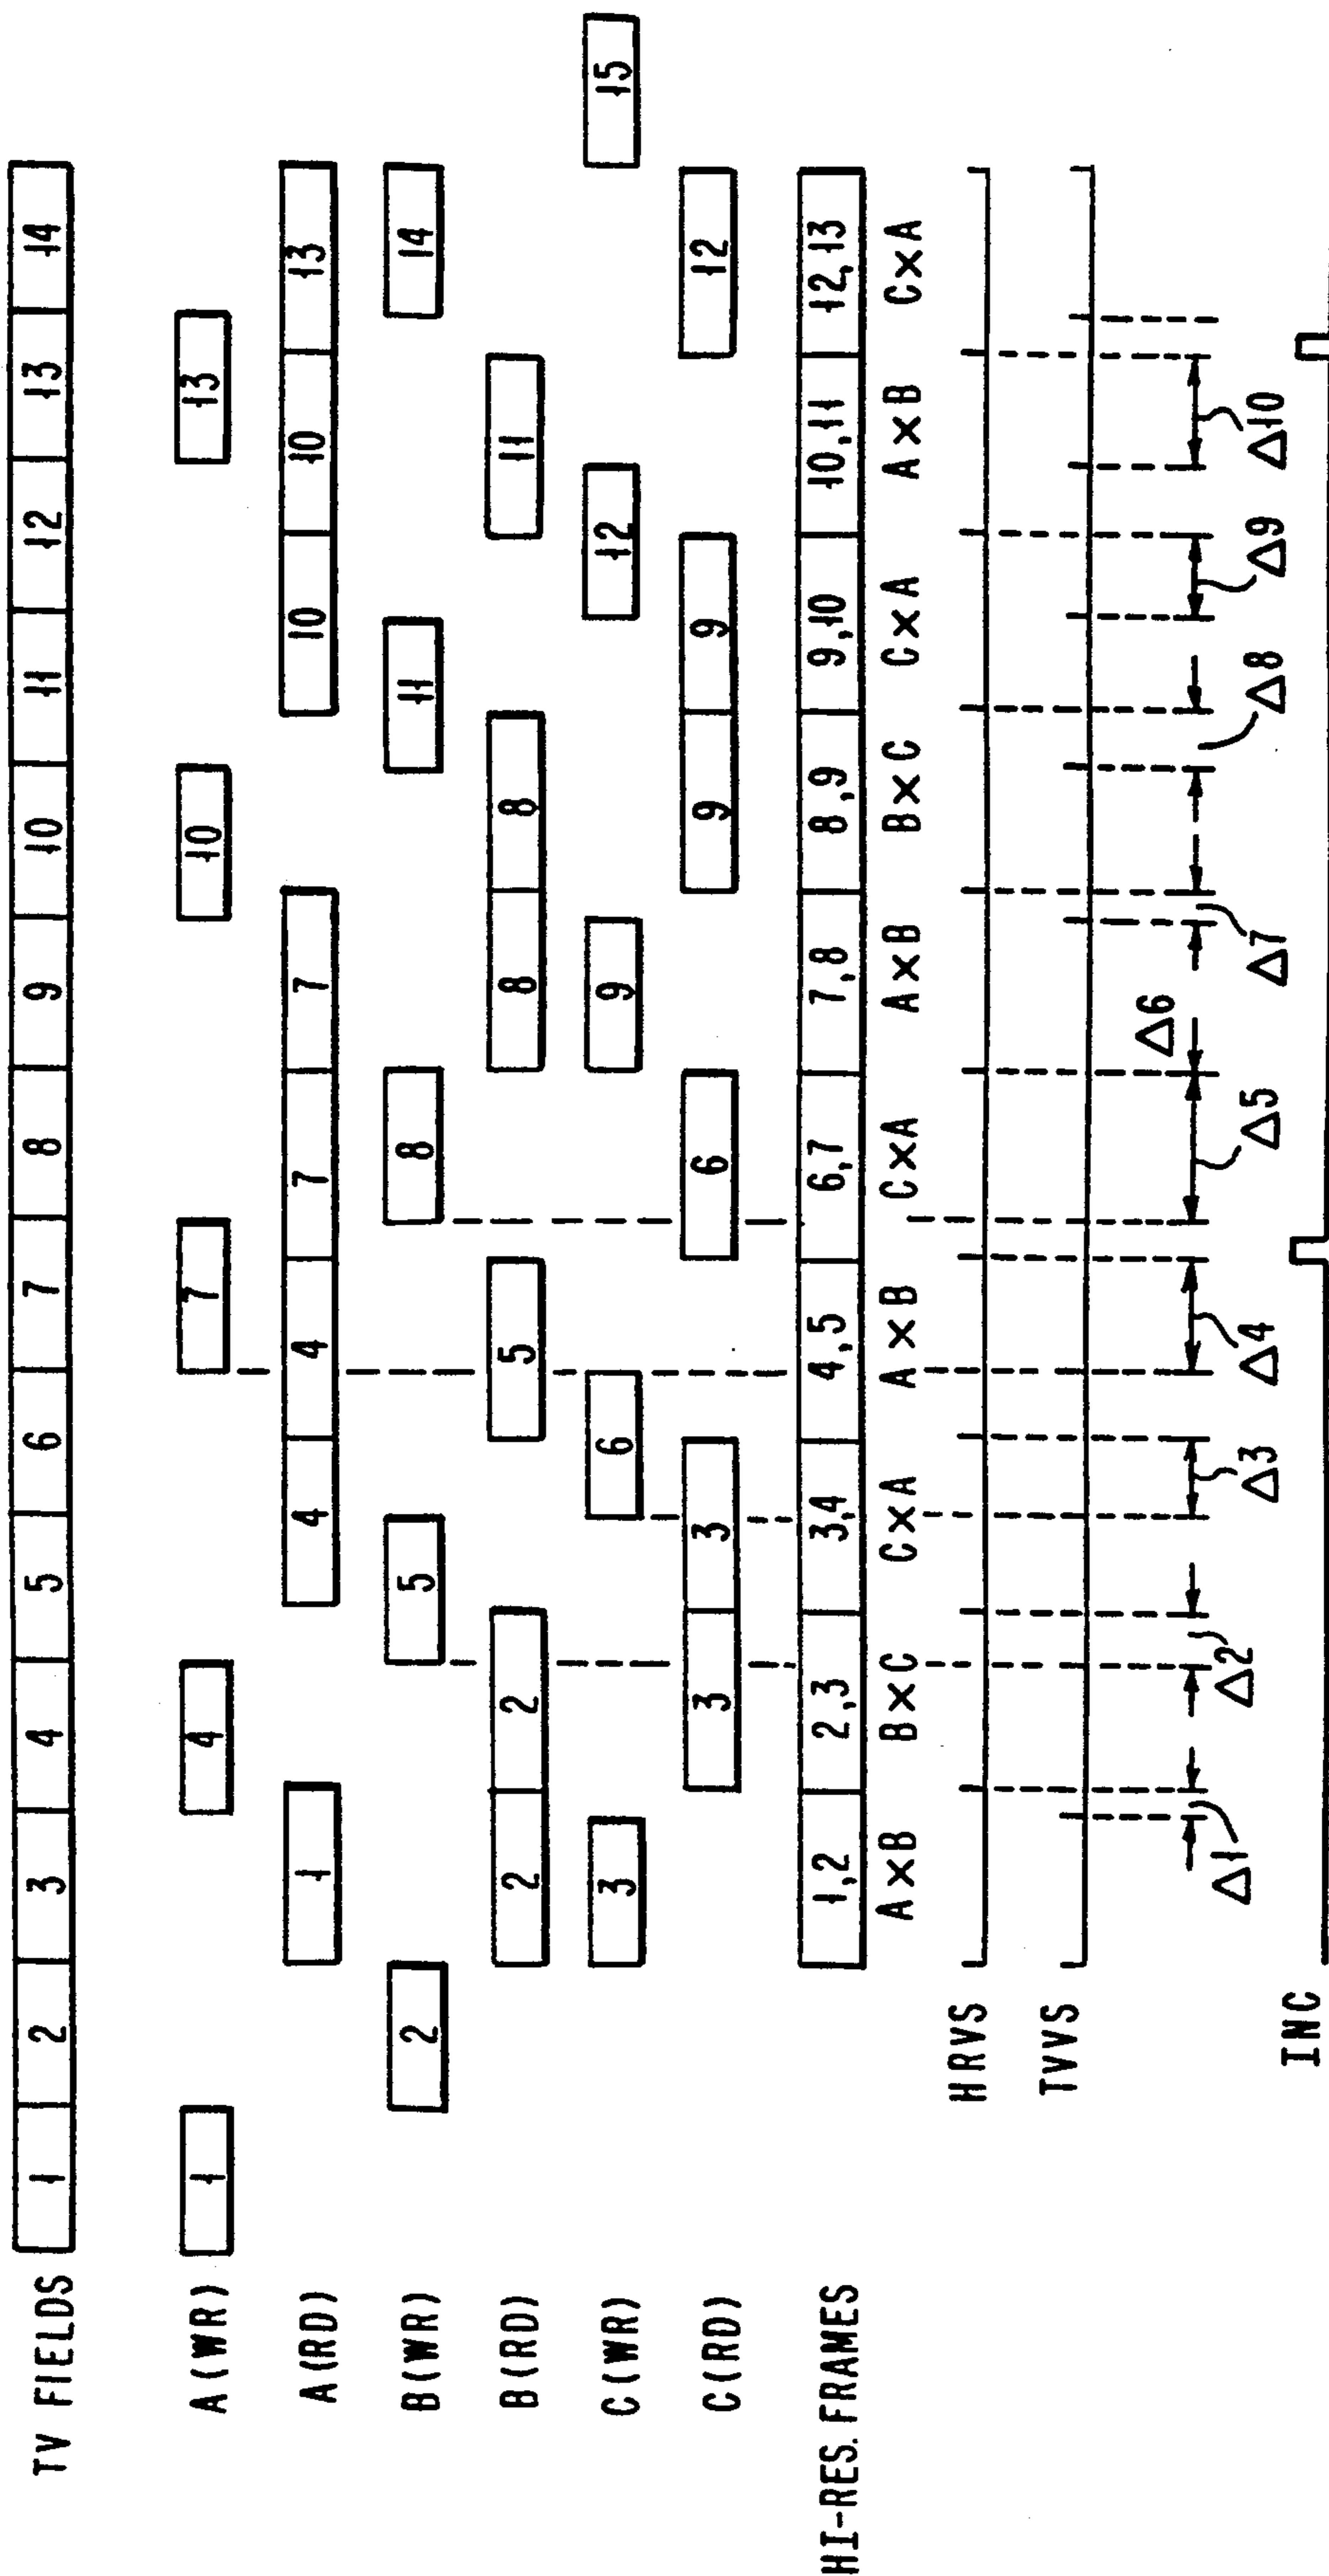 TV FIELDS 1 2 3 4 5 6 7 8 9 10 11 12 13 14
A(WR) 1 4 7 10 13
A(RD) 1 4 4 7 7 10 10 13
B(WR) 2 5 8 11 14
B(RD) 2 2 5 8 8 11
C(WR) 3 6 9 12 15
C(RD) 3 3 6 9 9 12
HI-RES. FRAMES 1,2 2,3 3,4 4,5 6,7 7,8 8,9 9,10 10,11 12,13
A×B B×C C×A A×B C×A A×B B×C C×A A×B C×A
HRVS
TVVS
Δ1 Δ2 Δ3 Δ4 Δ5 Δ6 Δ7 Δ8 Δ9 Δ10
INC